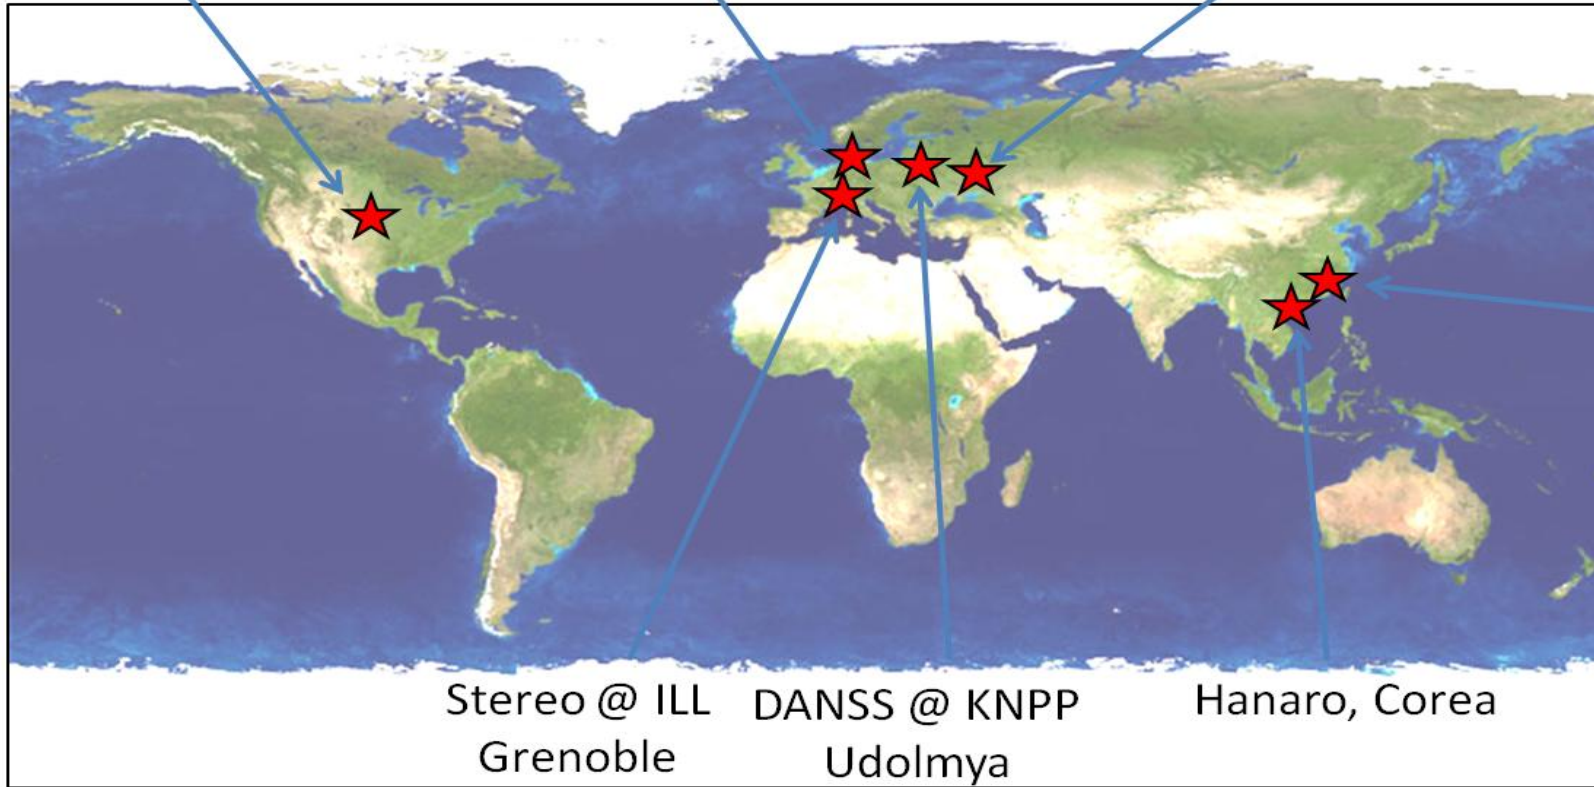 Stereo @ ILL
Grenoble
DANSS @ KNPP
Udolmya
Hanaro, Corea